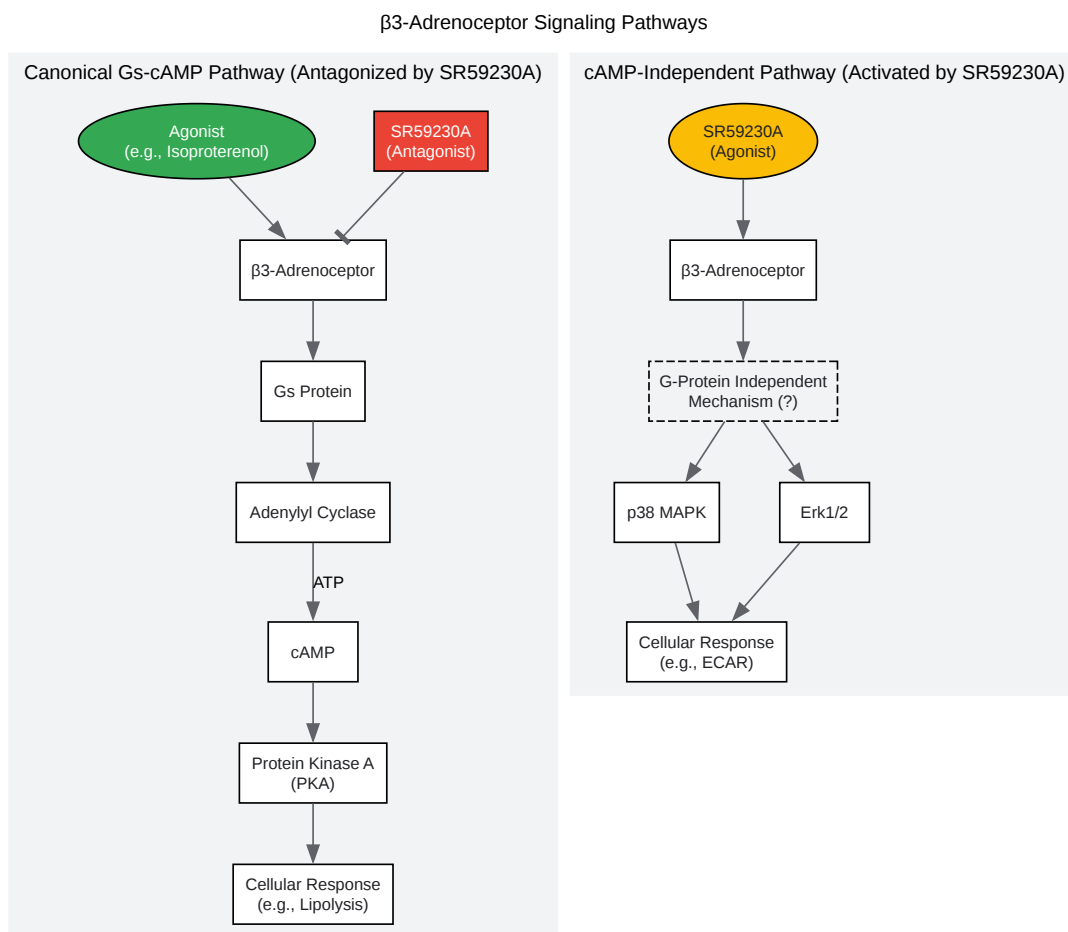 β3-Adrenoceptor Signaling Pathways
Canonical Gs-cAMP Pathway (Antagonized by SR59230A)
Agonist
(e.g., Isoproterenol)
SR59230A
(Antagonist)
β3-Adrenoceptor
Gs Protein
Adenylyl Cyclase
ATP
cAMP
Protein Kinase A
(PKA)
Cellular Response
(e.g., Lipolysis)
cAMP-Independent Pathway (Activated by SR59230A)
SR59230A
(Agonist)
β3-Adrenoceptor
G-Protein Independent
Mechanism (?)
p38 MAPK
Erk1/2
Cellular Response
(e.g., ECAR)